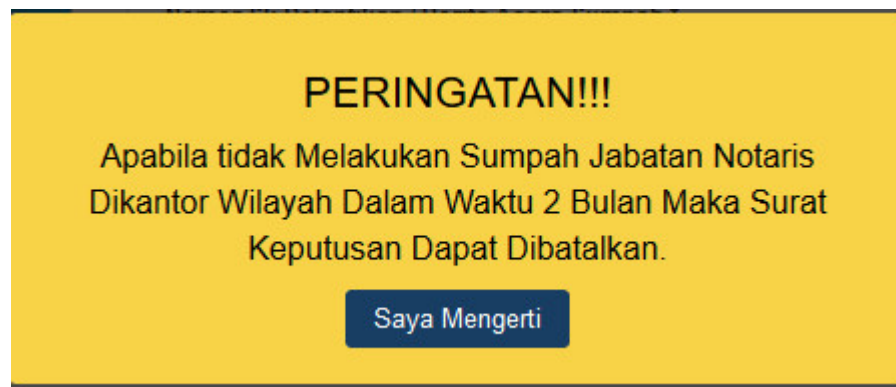 PERINGATAN!!!
Apabila tidak Melakukan Sumpah Jabatan Notaris
Dikantor Wilayah Dalam Waktu 2 Bulan Maka Surat
Keputusan Dapat Dibatalkan.
Saya Mengerti